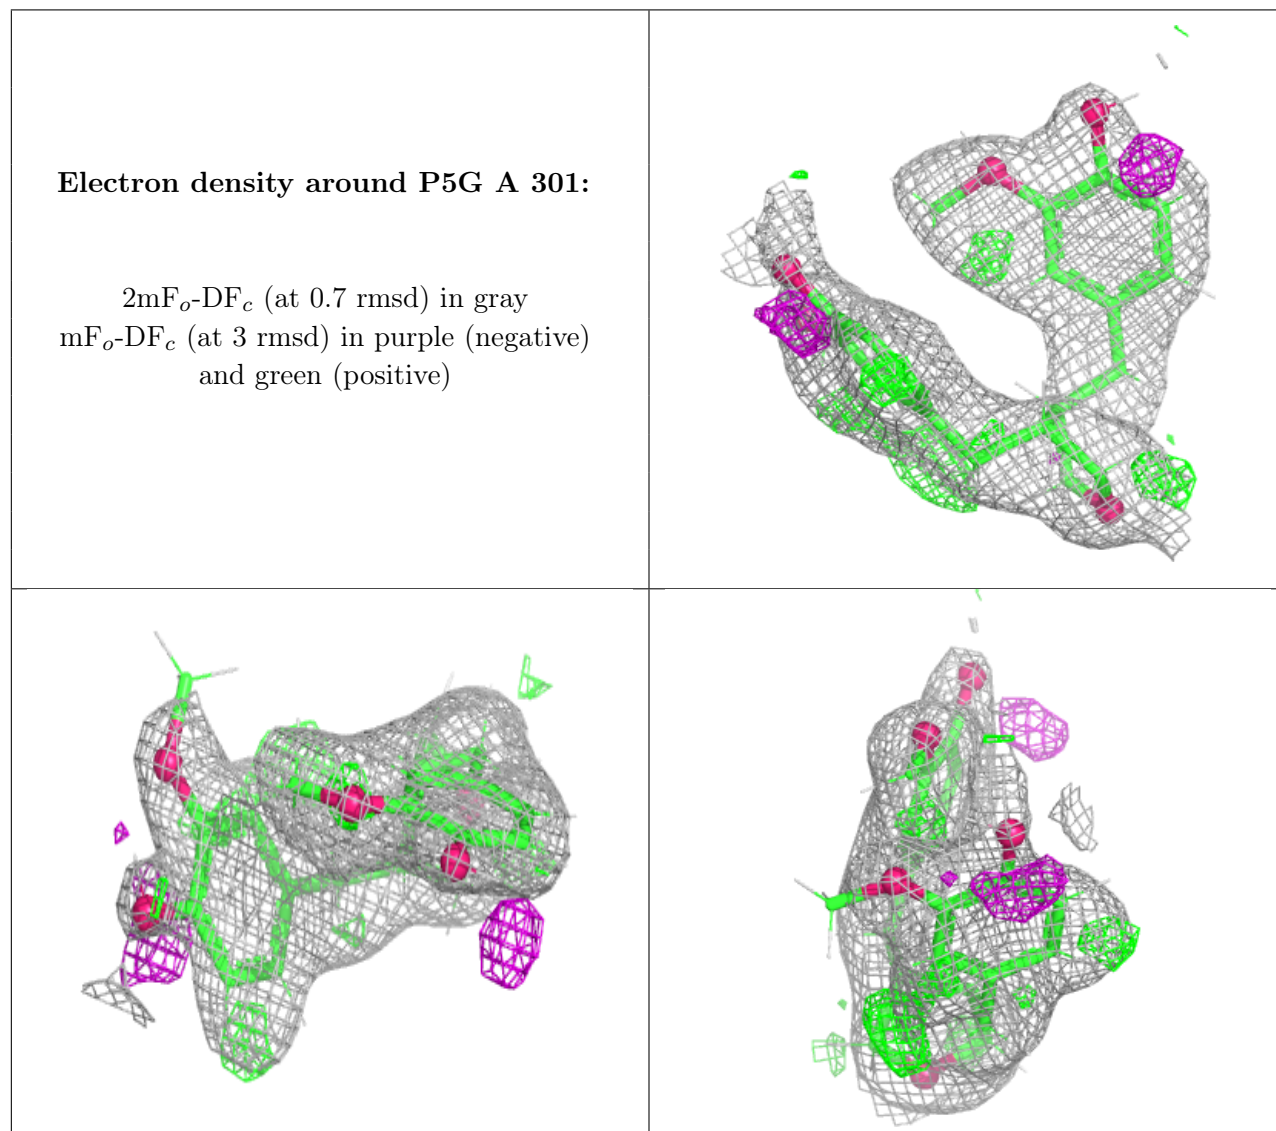 Electron density around P5G A 301:
2mFo-DFc (at 0.7 rmsd) in gray
mFo-DFc (at 3 rmsd) in purple (negative)
and green (positive)